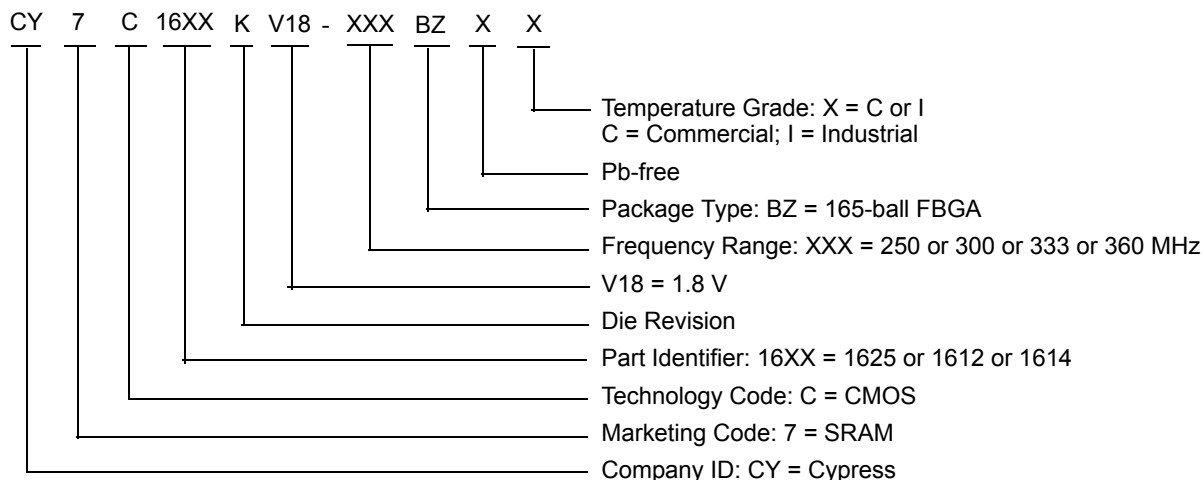 CY 7 C 16XX K V18 - XXX BZ X X
Temperature Grade: X = C or I
C = Commercial; I = Industrial
Pb-free
Package Type: BZ = 165-ball FBGA
Frequency Range: XXX = 250 or 300 or 333 or 360 MHz
V18 = 1.8 V
Die Revision
Part Identifier: 16XX = 1625 or 1612 or 1614
Technology Code: C = CMOS
Marketing Code: 7 = SRAM
Company ID: CY = Cypress